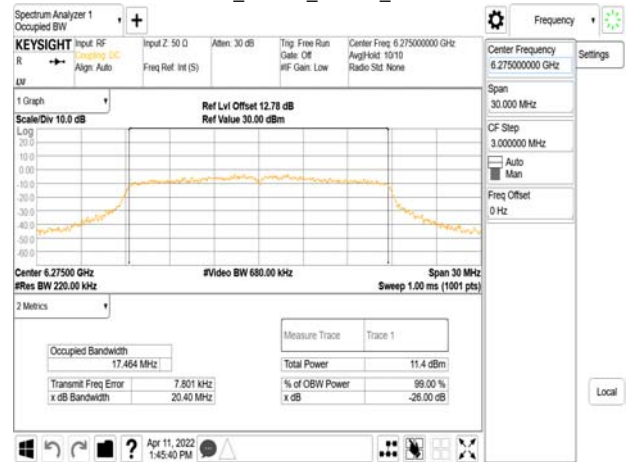 Spectrum Analyzer 1
Occupied BW
Frequency
KEYSIGHT Input: RF
Coupling: DC
Align: Auto
Input Z: 50 Ω
Freq Ref: Int (S)
Atten: 30 dB
Trig: Free Run
Gate: Off
#IF Gain: Low
Center Freq: 6.275000000 GHz
Avg|Hold: 10/10
Radio Std: None
R
LVI
Center Frequency
6.275000000 GHz
Settings
Span
30.000 MHz
CF Step
3.000000 MHz
Auto
Man
Freq Offset
0 Hz
Local
1 Graph
Ref Lvl Offset 12.78 dB
Scale/Div 10.0 dB
Ref Value 30.00 dBm
Log
20.0
10.0
0.00
-10.0
-20.0
-30.0
-40.0
-50.0
-60.0
Center 6.27500 GHz
#Video BW 680.00 kHz
Span 30 MHz
#Res BW 220.00 kHz
Sweep 1.00 ms (1001 pts)
2 Metrics
Measure Trace Trace 1
Occupied Bandwidth
17.464 MHz
Total Power 11.4 dBm
Transmit Freq Error 7.801 kHz
% of OBW Power 99.00 %
x dB Bandwidth 20.40 MHz
x dB -26.00 dB
?
Apr 11, 2022
1:45:40 PM